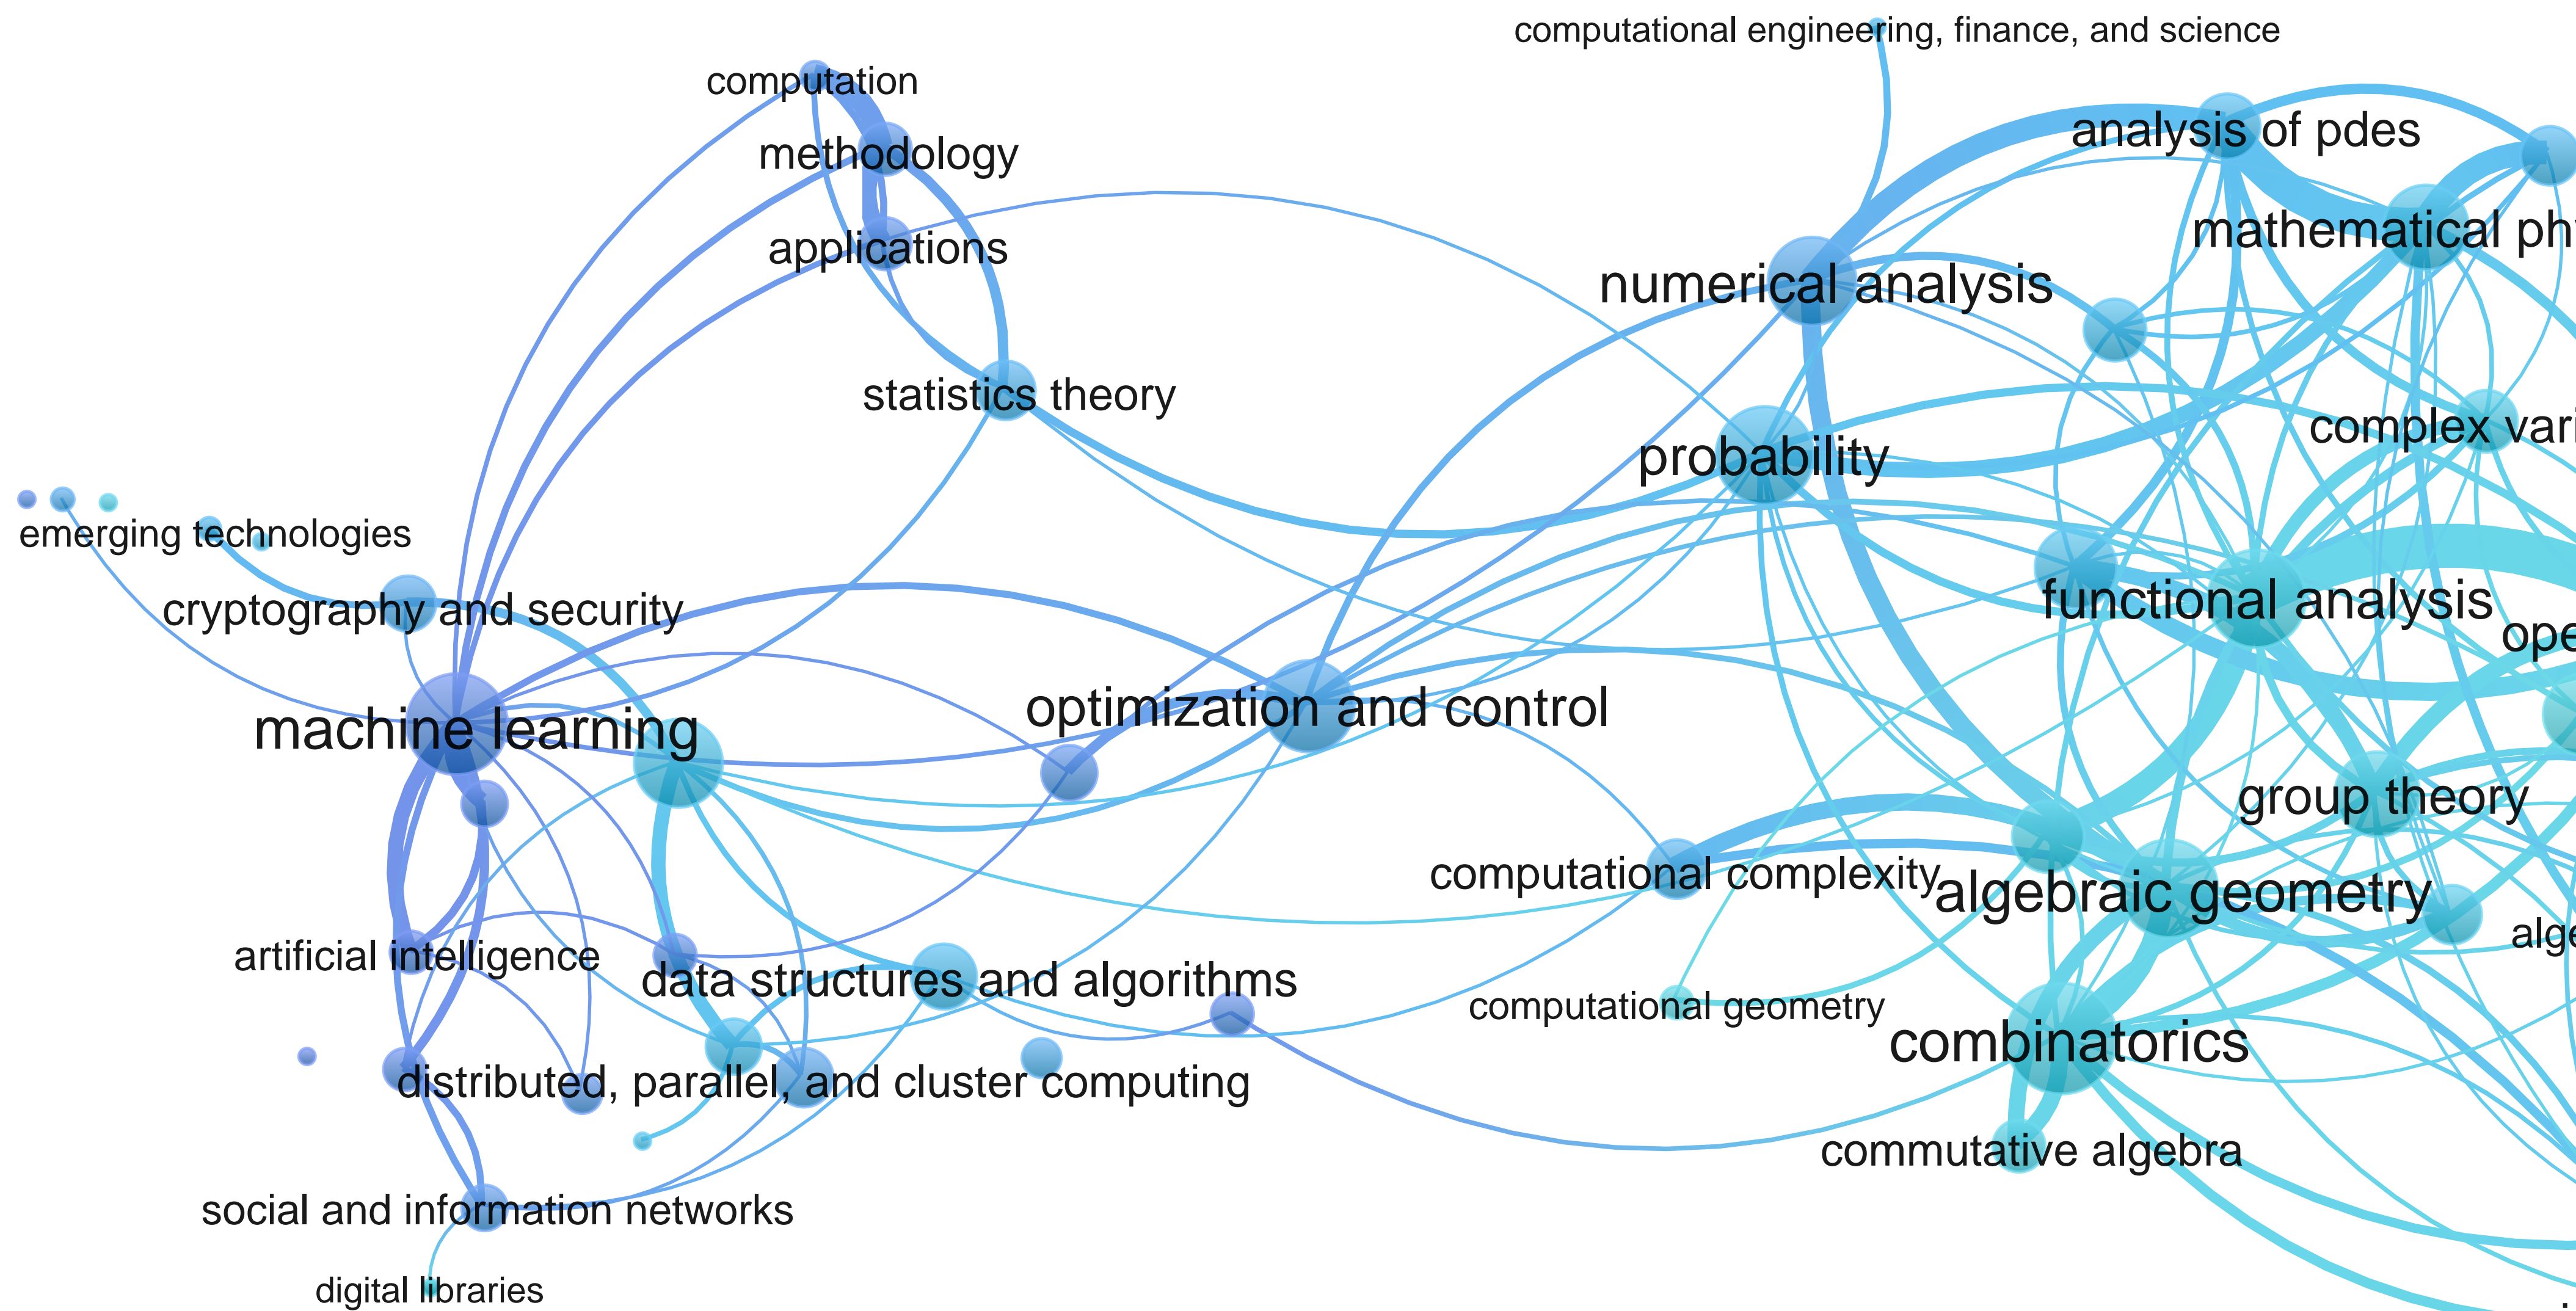 computational engineering, finance, and science
computation
analysis of pdes
methodology
mathematical
applications
numerical analysis
statistics theory
complex
probability
emerging technologies
cryptography and security
functional analysis
machine learning
optimization and control
group theory
computational complexity
algebraic geometry
artificial intelligence
data structures and algorithms
computational geometry
combinatorics
distributed, parallel, and cluster computing
commutative algebra
social and information networks
digital libraries